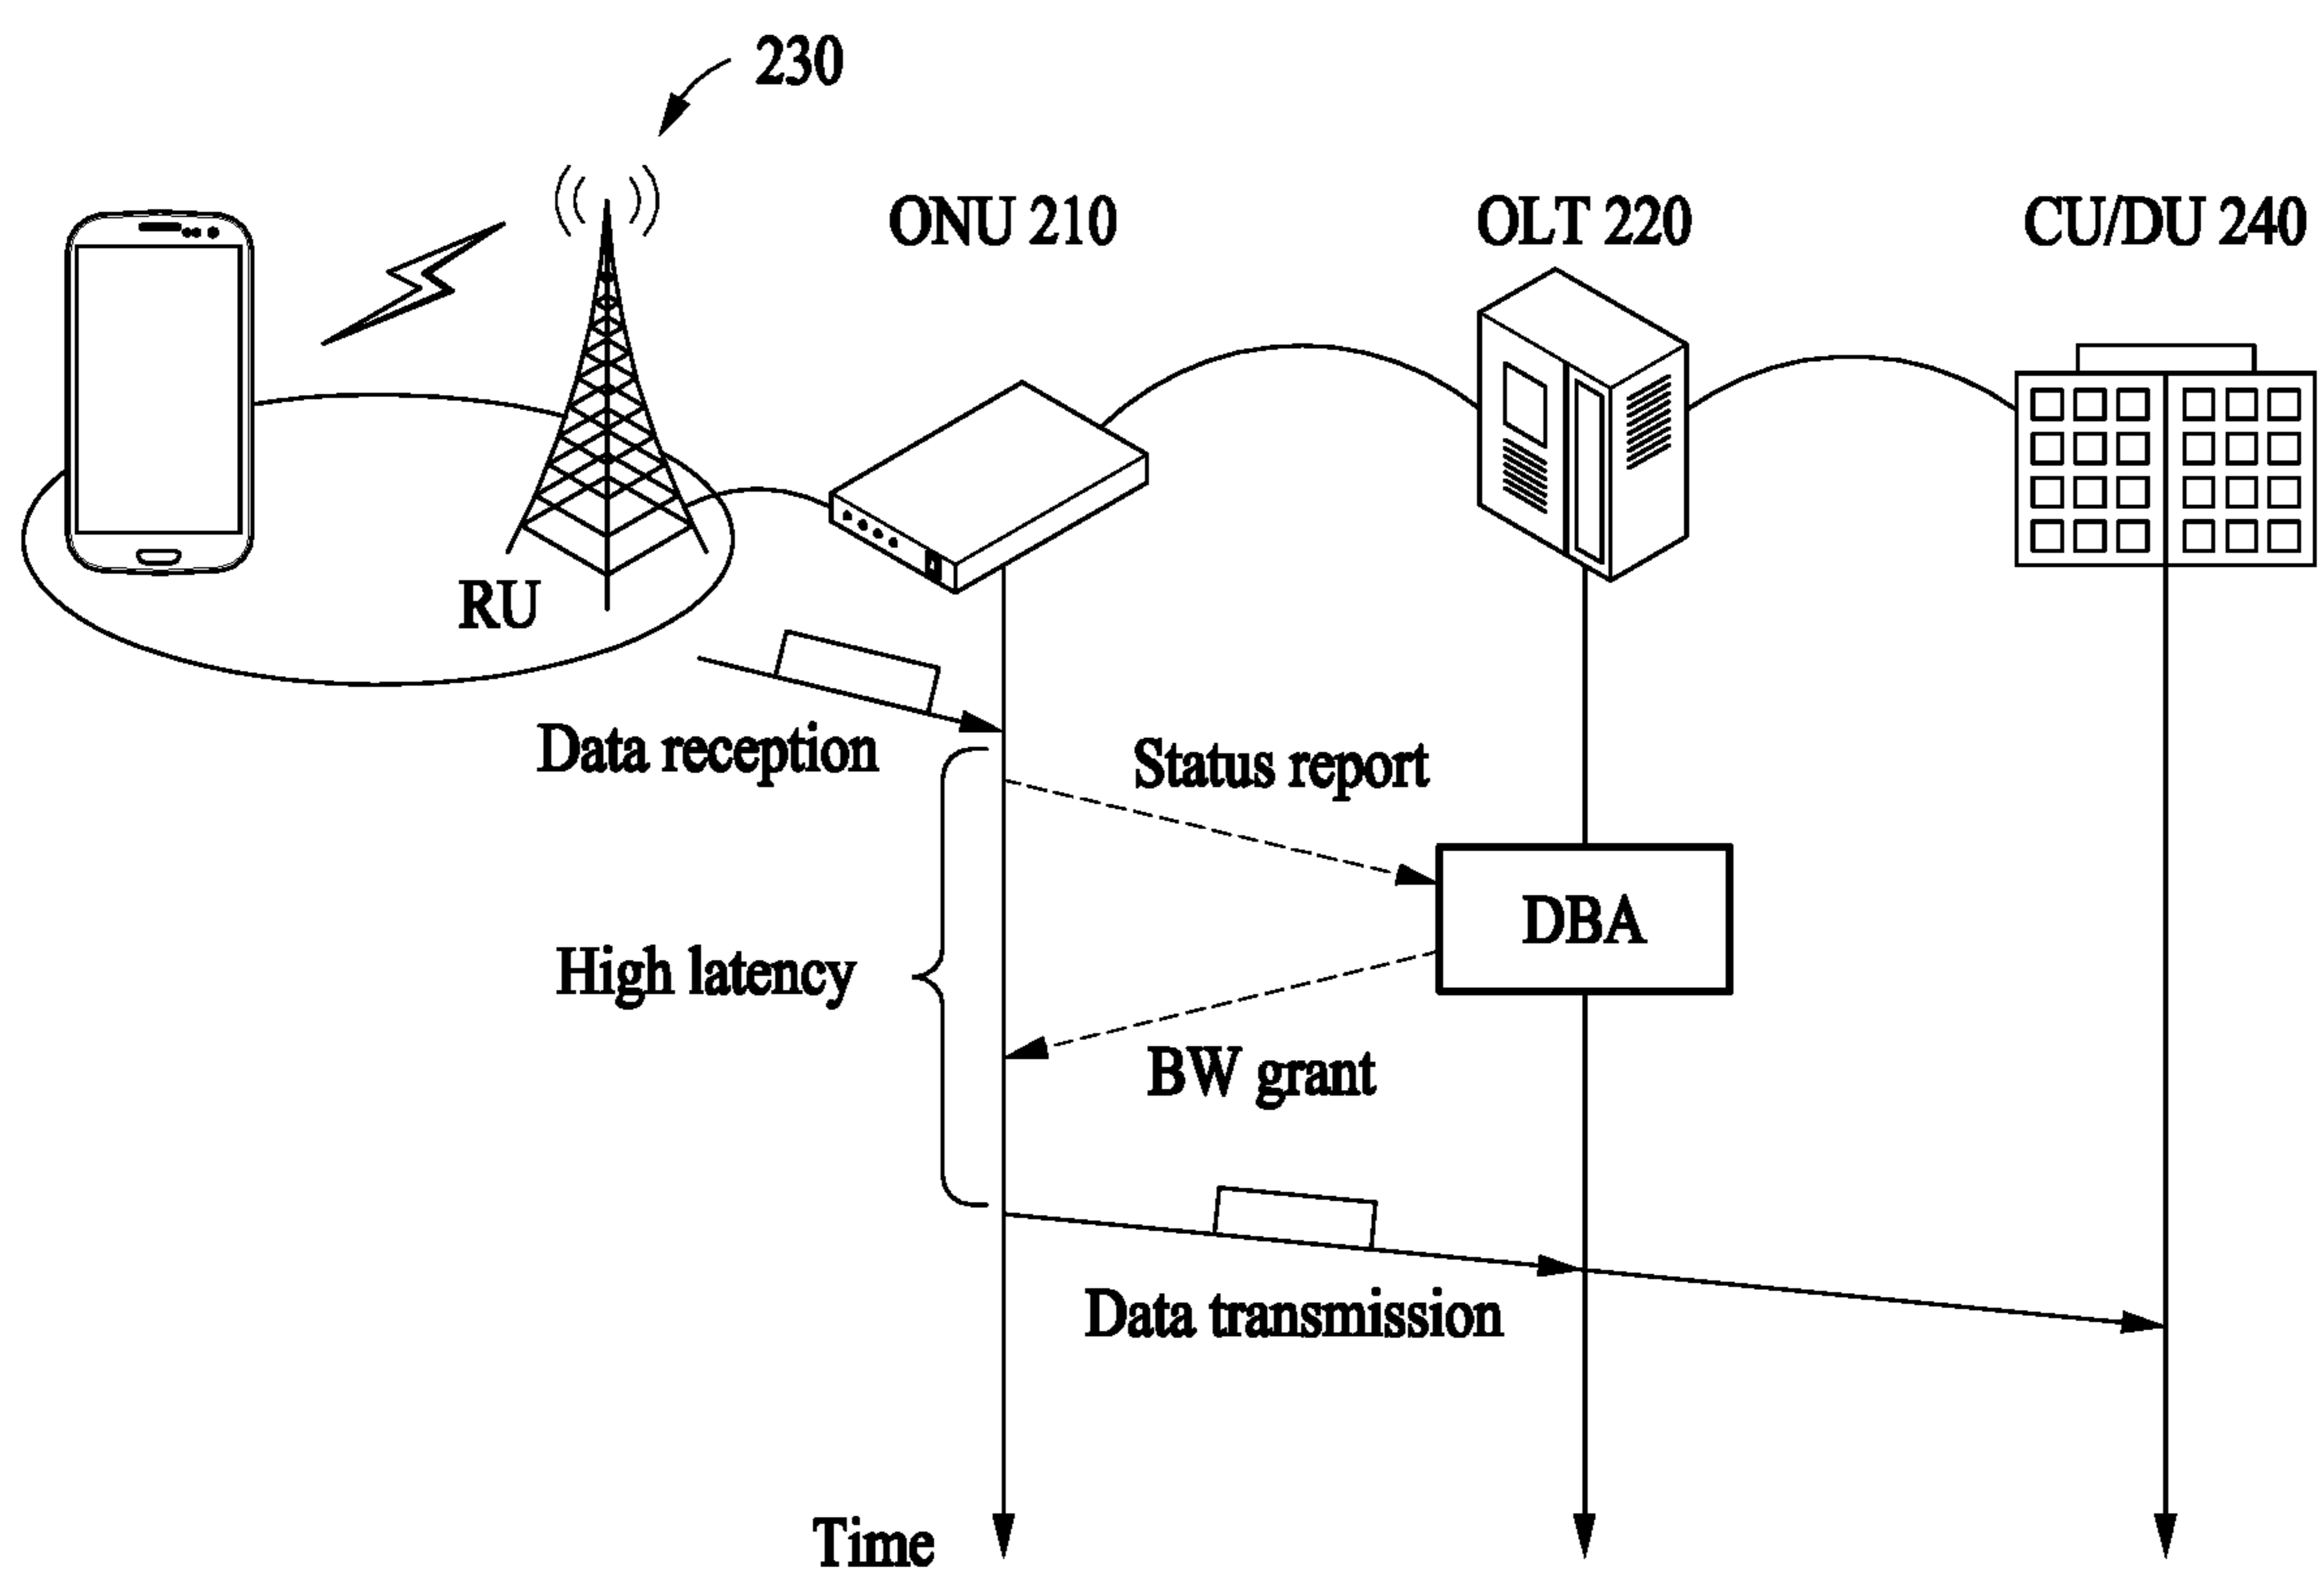 230
ONU 210
OLT 220
CU/DU 240
RU
Data reception
Status report
DBA
High latency
BW grant
Data transmission
Time